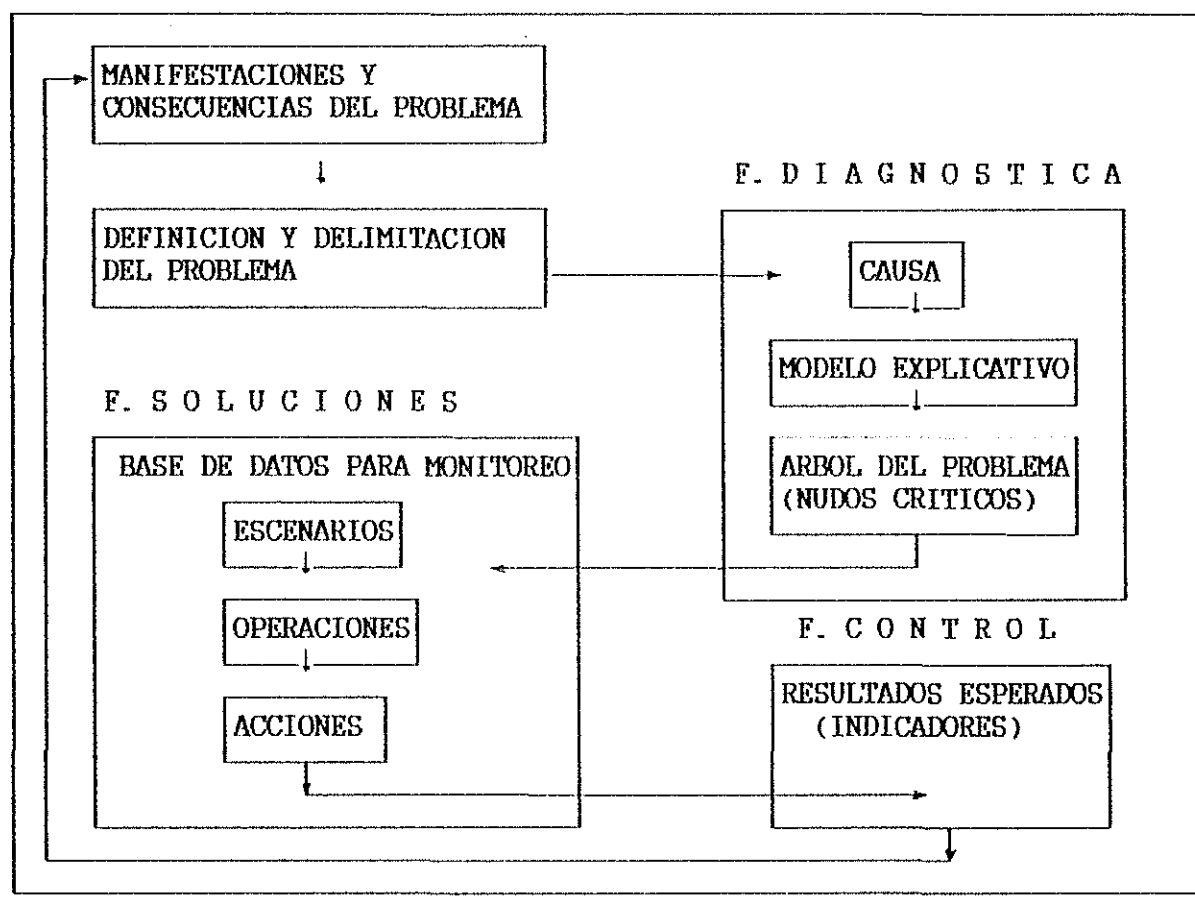 MANIFESTACIONES Y
CONSECUENCIAS DEL PROBLEMA
DEFINICION Y DELIMITACION
DEL PROBLEMA
F. D I A G N O S T I C A
CAUSA
MODELO EXPLICATIVO
ARBOL DEL PROBLEMA
(NUDOS CRITICOS)
F. S O L U C I O N E S
BASE DE DATOS PARA MONITOREO
ESCENARIOS
OPERACIONES
ACCIONES
F. C O N T R O L
RESULTADOS ESPERADOS
(INDICADORES)